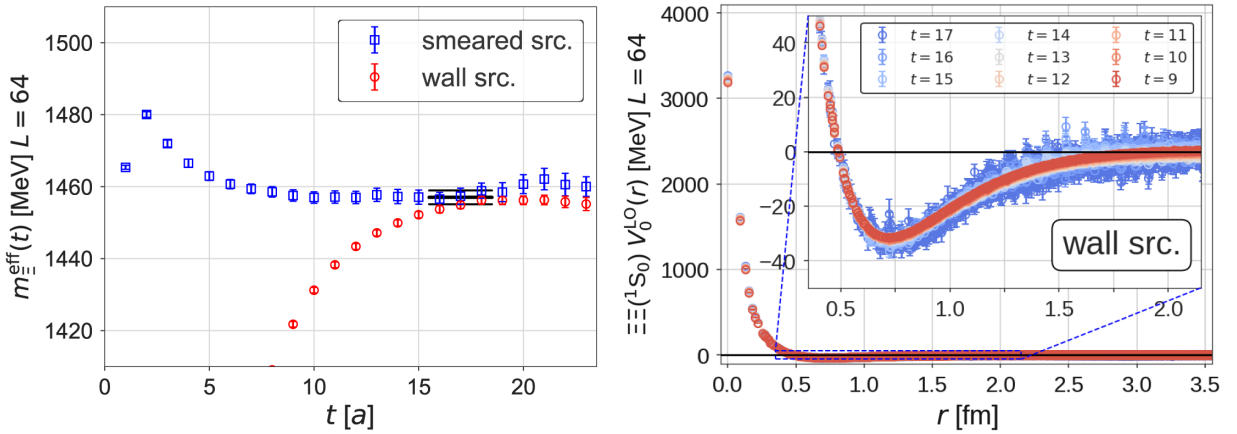 1500
1480
1460
1440
1420
0
5
10
15
20
t [a]
m_Ξ^eff(t) [MeV] L = 64
smeared src.
wall src.
4000
3000
2000
1000
0
0.0
0.5
1.0
1.5
2.0
2.5
3.0
3.5
r [fm]
ΞΞ(¹S₀) V₀^LO(r) [MeV] L = 64
40
20
0
−20
−40
0.5
1.0
1.5
2.0
t = 17
t = 14
t = 11
t = 16
t = 13
t = 10
t = 15
t = 12
t = 9
wall src.